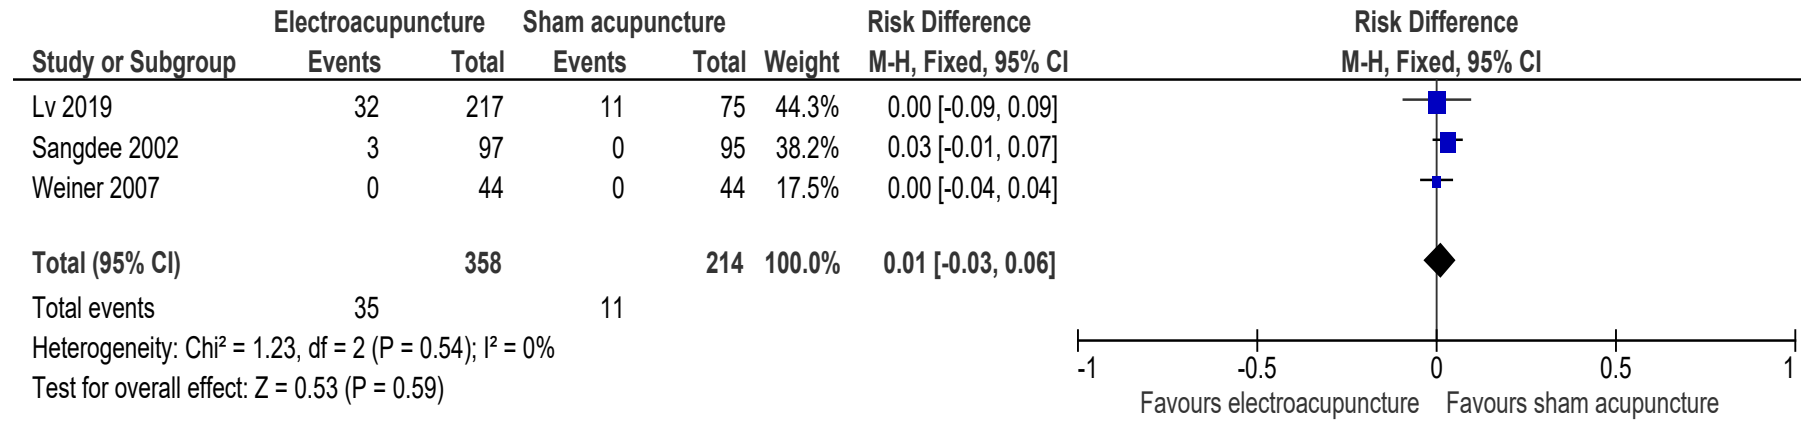 Electroacupuncture Sham acupuncture Risk Difference Risk Difference
Study or Subgroup Events Total Events Total Weight M-H, Fixed, 95% CI M-H, Fixed, 95% CI
Lv 2019 32 217 11 75 44.3% 0.00 [-0.09, 0.09]
Sangdee 2002 3 97 0 95 38.2% 0.03 [-0.01, 0.07]
Weiner 2007 0 44 0 44 17.5% 0.00 [-0.04, 0.04]
Total (95% CI) 358 214 100.0% 0.01 [-0.03, 0.06]
Total events 35 11
Heterogeneity: Chi² = 1.23, df = 2 (P = 0.54); I² = 0%
Test for overall effect: Z = 0.53 (P = 0.59)
-1 -0.5 0 0.5 1
Favours electroacupuncture Favours sham acupuncture